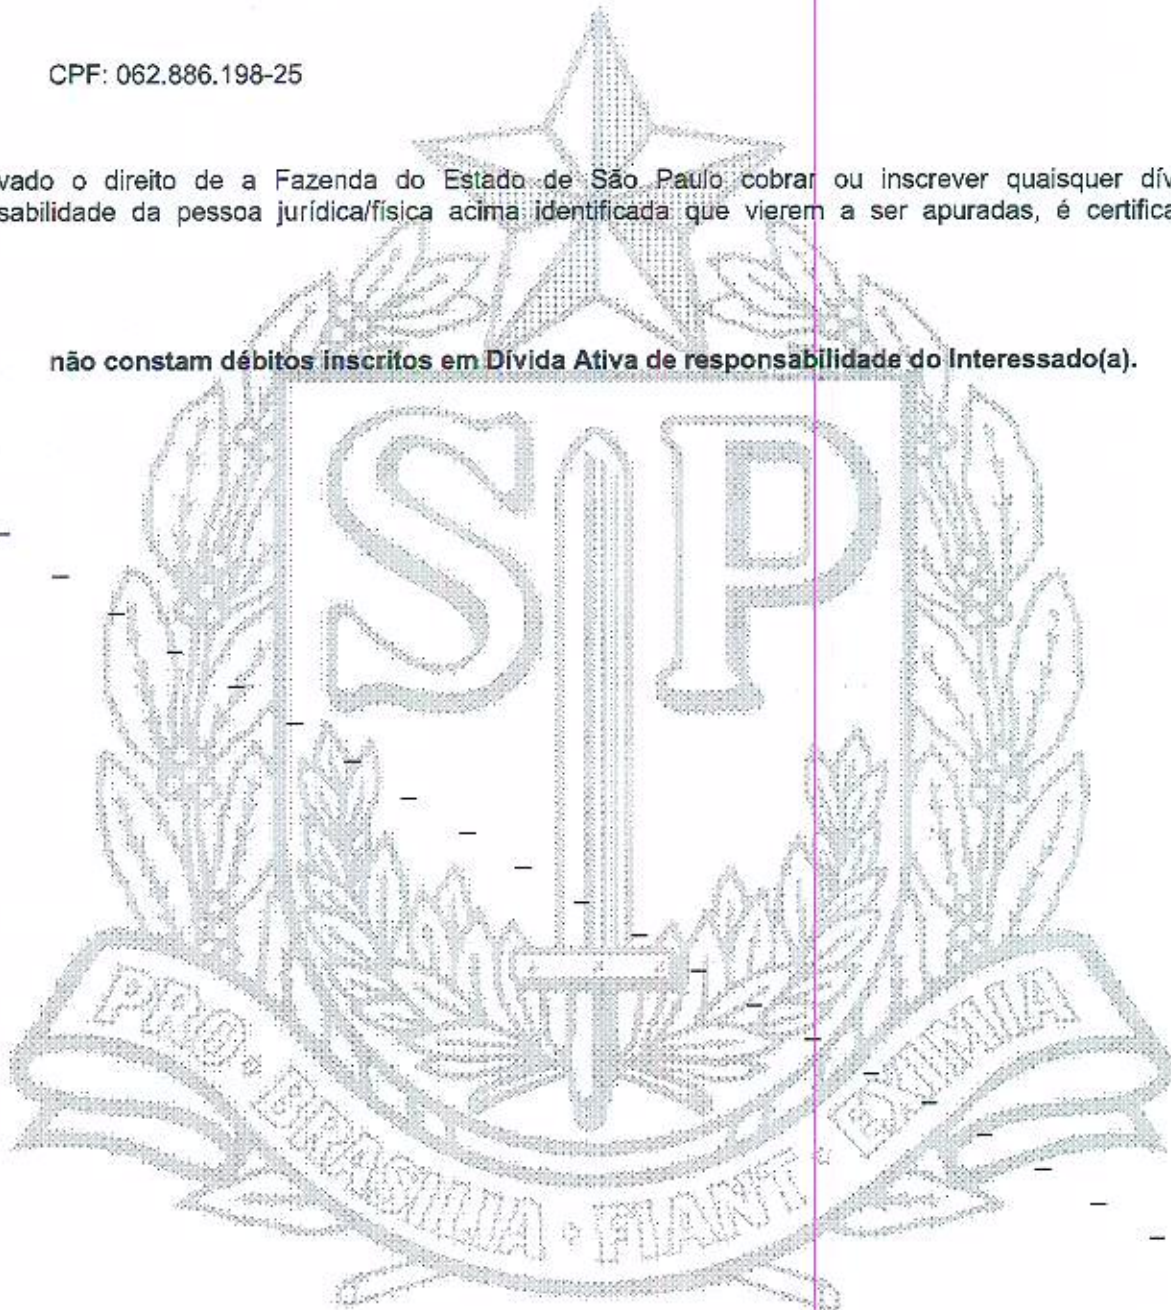 CPF: 062.886.198-25
vado o direito de a Fazenda do Estado de São Paulo cobrar ou inscrever quaisquer dív
sabilidade da pessoa jurídica/física acima identificada que vierem a ser apuradas, é certifica
não constam débitos inscritos em Dívida Ativa de responsabilidade do Interessado(a).
SP
PRO • BRASILIA • FIANT • EXIMIA